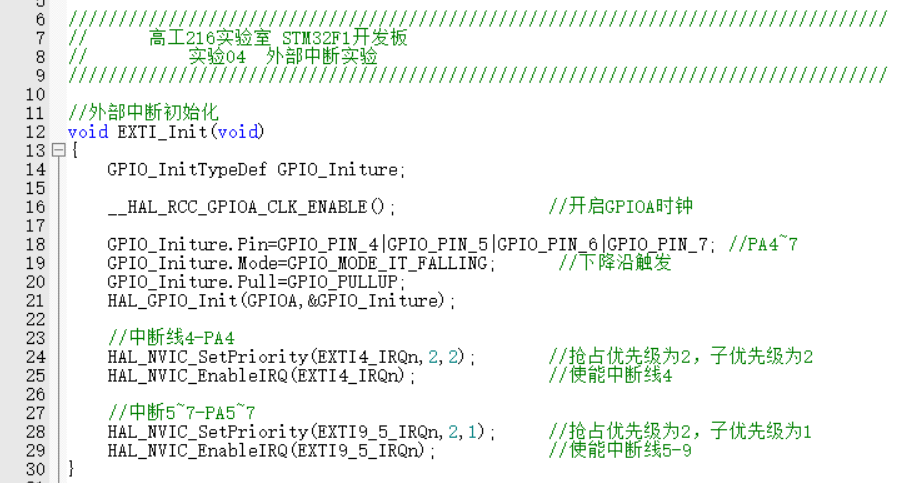 5
6 ////////////////////////////////////////////////////////////////////////////////////
7 //      高工216实验室 STM32F1开发板
8 //          实验04  外部中断实验
9 ////////////////////////////////////////////////////////////////////////////////////
10
11 //外部中断初始化
12 void EXTI_Init(void)
13 {
14     GPIO_InitTypeDef GPIO_Initure;
15
16     __HAL_RCC_GPIOA_CLK_ENABLE();               //开启GPIOA时钟
17
18     GPIO_Initure.Pin=GPIO_PIN_4|GPIO_PIN_5|GPIO_PIN_6|GPIO_PIN_7; //PA4~7
19     GPIO_Initure.Mode=GPIO_MODE_IT_FALLING;      //下降沿触发
20     GPIO_Initure.Pull=GPIO_PULLUP;
21     HAL_GPIO_Init(GPIOA,&GPIO_Initure);
22
23     //中断线4-PA4
24     HAL_NVIC_SetPriority(EXTI4_IRQn,2,2);       //抢占优先级为2，子优先级为2
25     HAL_NVIC_EnableIRQ(EXTI4_IRQn);             //使能中断线4
26
27     //中断5~7-PA5~7
28     HAL_NVIC_SetPriority(EXTI9_5_IRQn,2,1);     //抢占优先级为2，子优先级为1
29     HAL_NVIC_EnableIRQ(EXTI9_5_IRQn);           //使能中断线5-9
30 }